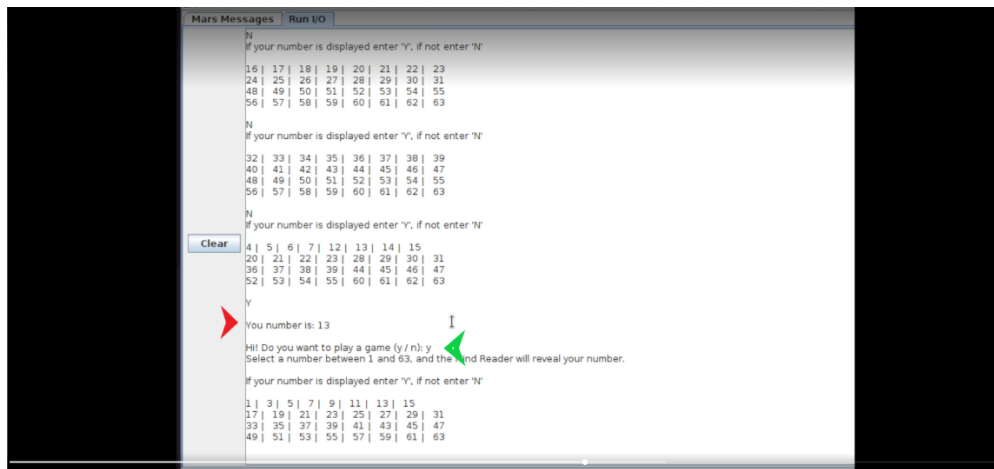 Mars Messages Run I/O
N
If your number is displayed enter 'Y', if not enter 'N'
16| 17| 18| 19| 20| 21| 22| 23
24| 25| 26| 27| 28| 29| 30| 31
48| 49| 50| 51| 52| 53| 54| 55
56| 57| 58| 59| 60| 61| 62| 63
N
If your number is displayed enter 'Y', if not enter 'N'
32| 33| 34| 35| 36| 37| 38| 39
40| 41| 42| 43| 44| 45| 46| 47
48| 49| 50| 51| 52| 53| 54| 55
56| 57| 58| 59| 60| 61| 62| 63
N
If your number is displayed enter 'Y', if not enter 'N'
Clear
4| 5| 6| 7| 12| 13| 14| 15
20| 21| 22| 23| 28| 29| 30| 31
36| 37| 38| 39| 44| 45| 46| 47
52| 53| 54| 55| 60| 61| 62| 63
Y
You number is: 13
Hi! Do you want to play a game (y / n): y
Select a number between 1 and 63, and the Mind Reader will reveal your number.
If your number is displayed enter 'Y', if not enter 'N'
1| 3| 5| 7| 9| 11| 13| 15
17| 19| 21| 23| 25| 27| 29| 31
33| 35| 37| 39| 41| 43| 45| 47
49| 51| 53| 55| 57| 59| 61| 63